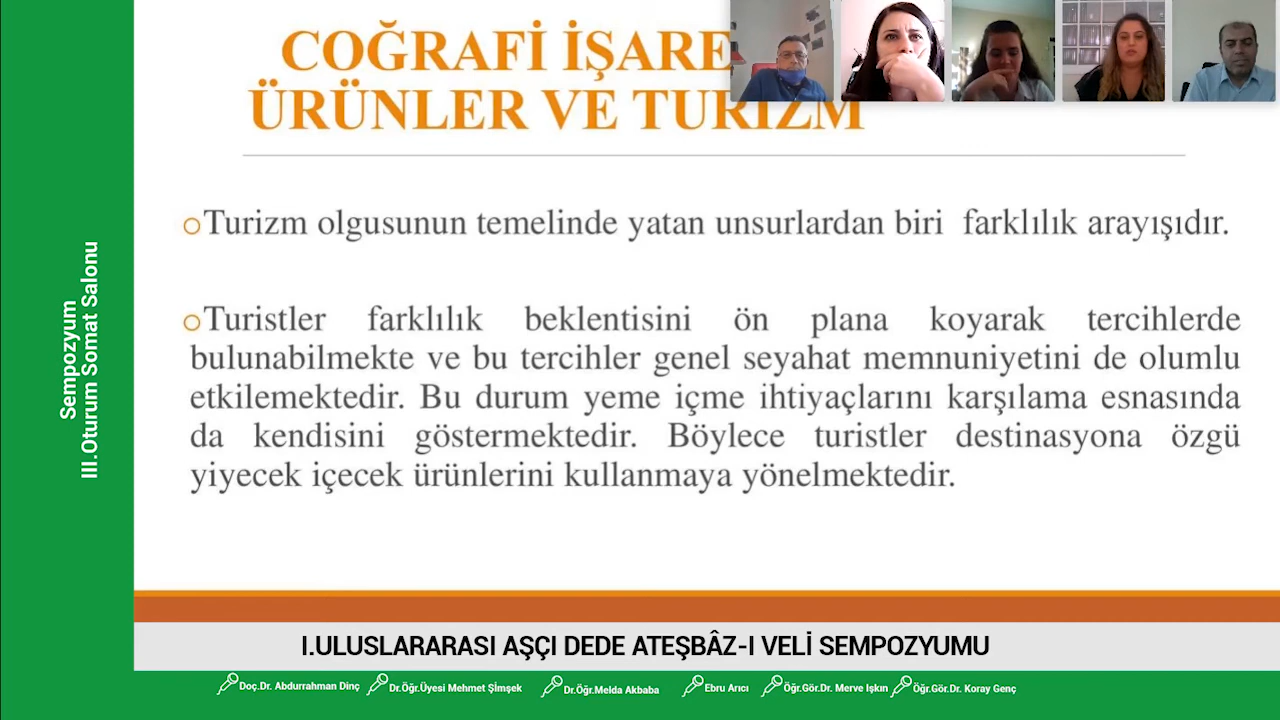 COĞRAFİ İŞARE
ÜRÜNLER VE TURİZM
Turizm olgusunun temelinde yatan unsurlardan biri farklılık arayışıdır.
Turistler farklılık beklentisini ön plana koyarak tercihlerde
bulunabilmekte ve bu tercihler genel seyahat memnuniyetini de olumlu
etkilemektedir. Bu durum yeme içme ihtiyaçlarını karşılama esnasında
da kendisini göstermektedir. Böylece turistler destinasyona özgü
yiyecek içecek ürünlerini kullanmaya yönelmektedir.
Sempozyum
III.Oturum Somat Salonu
I.ULUSLARARASI AŞÇI DEDE ATEŞBÂZ-I VELİ SEMPOZYUMU
Doç.Dr. Abdurrahman Dinç Dr.Öğr.Üyesi Mehmet Şİmşek Dr.Öğr.Melda Akbaba Ebru Arıcı Öğr.Gör.Dr. Merve Işkın Öğr.Gör.Dr. Koray Genç